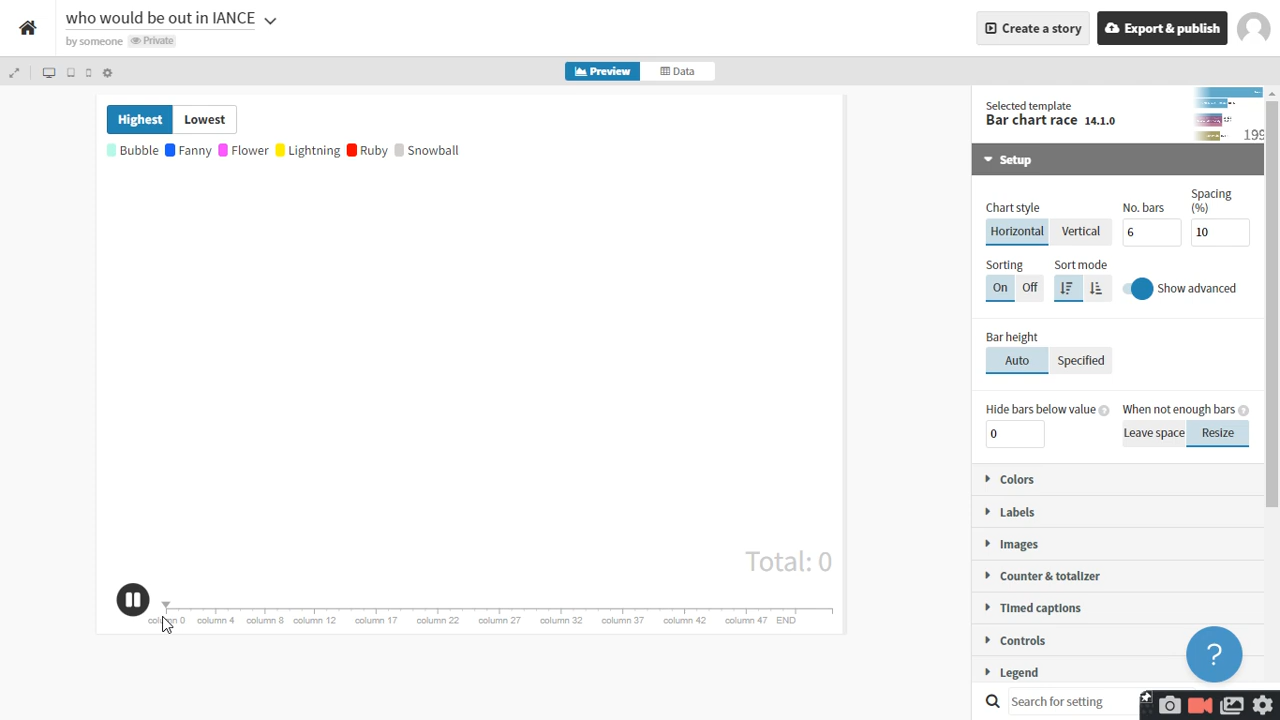 who would be out in IANCE
by someone Private
Create a story
Export & publish
Preview
Data
Highest
Lowest
Bubble Fanny Flower Lightning Ruby Snowball
Total: 0
column 0 column 4 column 8 column 12 column 17 column 22 column 27 column 32 column 37 column 42 column 47 END
Selected template
Bar chart race 14.1.0
199
Setup
Chart style
No. bars
Spacing
(%)
Horizontal
Vertical
6
10
Sorting
Sort mode
On
Off
Show advanced
Bar height
Auto
Specified
Hide bars below value ?
When not enough bars ?
0
Leave space
Resize
Colors
Labels
Images
Counter & totalizer
Timed captions
Controls
Legend
?
Search for setting